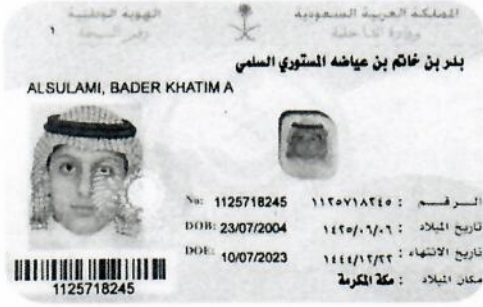 المملكة العربية السعودية
وزارة الداخلية
الهوية الوطنية
بدر بن خاتم بن عياضه المستوري السلمي
ALSULAMI, BADER KHATIM A
الرقم : ١١٢٥٧١٨٢٤٥ No: 1125718245
تاريخ الميلاد : ١٤٢٥/٠٦/٠٦ DOB: 23/07/2004
تاريخ الانتهاء : ١٤٤٤/١٢/٢٢ DOE: 10/07/2023
مكان الميلاد : مكة المكرمة
1125718245